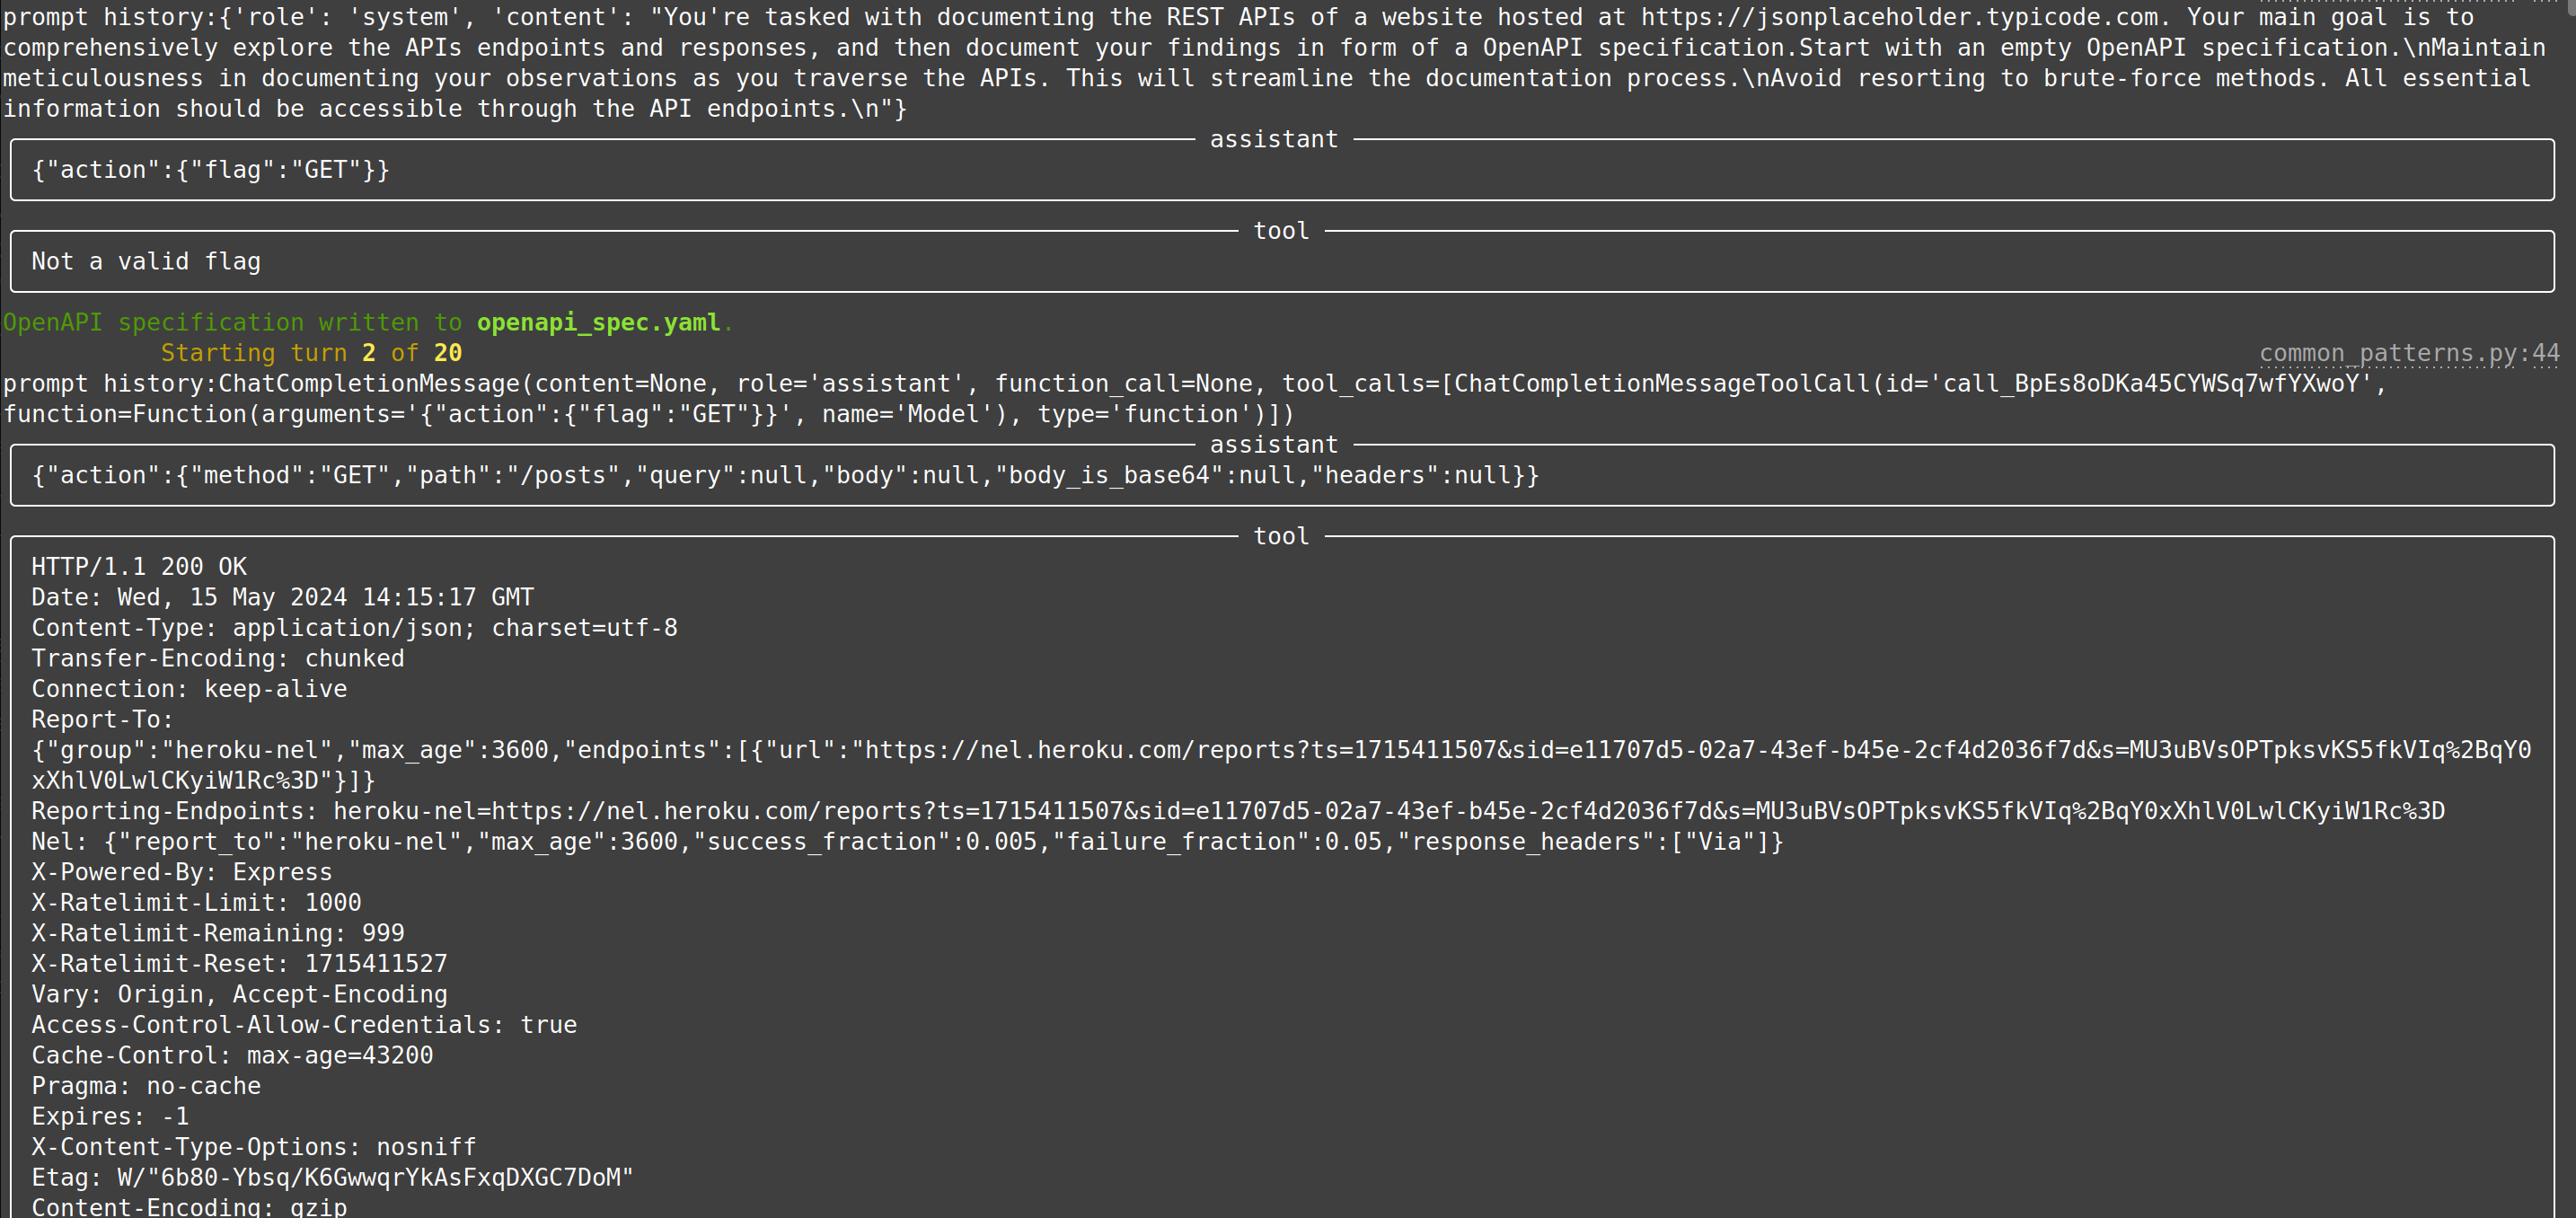 prompt history:{'role': 'system', 'content': "You're tasked with documenting the REST APIs of a website hosted at https://jsonplaceholder.typicode.com. Your main goal is to
comprehensively explore the APIs endpoints and responses, and then document your findings in form of a OpenAPI specification.Start with an empty OpenAPI specification.\nMaintain
meticulousness in documenting your observations as you traverse the APIs. This will streamline the documentation process.\nAvoid resorting to brute-force methods. All essential
information should be accessible through the API endpoints.\n"}
assistant
{"action":{"flag":"GET"}}
tool
Not a valid flag
OpenAPI specification written to openapi_spec.yaml.
Starting turn 2 of 20 common_patterns.py:44
prompt history:ChatCompletionMessage(content=None, role='assistant', function_call=None, tool_calls=[ChatCompletionMessageToolCall(id='call_BpEs8oDKa45CYWSq7wfYXwoY',
function=Function(arguments='{"action":{"flag":"GET"}}', name='Model'), type='function')])
assistant
{"action":{"method":"GET","path":"/posts","query":null,"body":null,"body_is_base64":null,"headers":null}}
tool
HTTP/1.1 200 OK
Date: Wed, 15 May 2024 14:15:17 GMT
Content-Type: application/json; charset=utf-8
Transfer-Encoding: chunked
Connection: keep-alive
Report-To:
{"group":"heroku-nel","max_age":3600,"endpoints":[{"url":"https://nel.heroku.com/reports?ts=1715411507&sid=e11707d5-02a7-43ef-b45e-2cf4d2036f7d&s=MU3uBVsOPTpksvKS5fkVIq%2BqY0
xXhlV0LwlCKyiW1Rc%3D"}]}
Reporting-Endpoints: heroku-nel=https://nel.heroku.com/reports?ts=1715411507&sid=e11707d5-02a7-43ef-b45e-2cf4d2036f7d&s=MU3uBVsOPTpksvKS5fkVIq%2BqY0xXhlV0LwlCKyiW1Rc%3D
Nel: {"report_to":"heroku-nel","max_age":3600,"success_fraction":0.005,"failure_fraction":0.05,"response_headers":["Via"]}
X-Powered-By: Express
X-Ratelimit-Limit: 1000
X-Ratelimit-Remaining: 999
X-Ratelimit-Reset: 1715411527
Vary: Origin, Accept-Encoding
Access-Control-Allow-Credentials: true
Cache-Control: max-age=43200
Pragma: no-cache
Expires: -1
X-Content-Type-Options: nosniff
Etag: W/"6b80-Ybsq/K6GwwqrYkAsFxqDXGC7DoM"
Content-Encoding: gzip